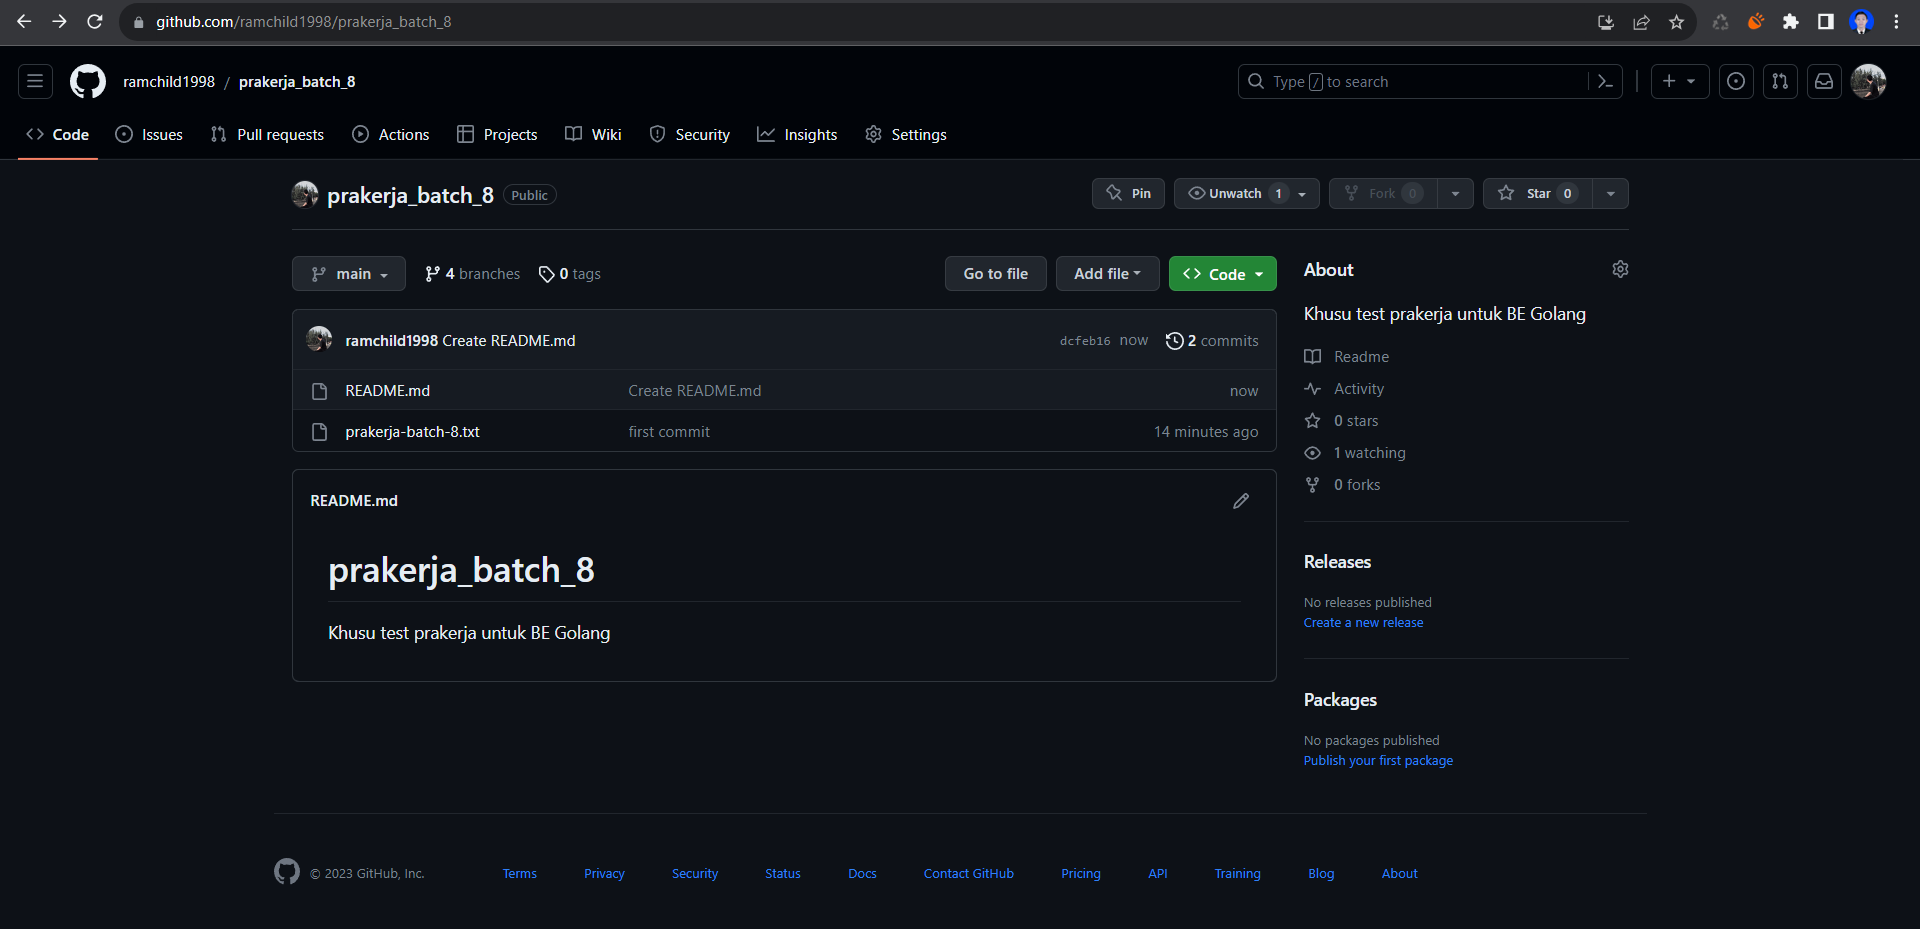 github.com/ramchild1998/prakerja_batch_8
ramchild1998 / prakerja_batch_8
Type / to search
Code Issues Pull requests Actions Projects Wiki Security Insights Settings
prakerja_batch_8 Public
Pin Unwatch 1 Fork 0 Star 0
main 4 branches 0 tags Go to file Add file Code
ramchild1998 Create README.md dcfeb16 now 2 commits
README.md Create README.md now
prakerja-batch-8.txt first commit 14 minutes ago
README.md
prakerja_batch_8
Khusu test prakerja untuk BE Golang
About
Khusu test prakerja untuk BE Golang
Readme
Activity
0 stars
1 watching
0 forks
Releases
No releases published
Create a new release
Packages
No packages published
Publish your first package
© 2023 GitHub, Inc. Terms Privacy Security Status Docs Contact GitHub Pricing API Training Blog About